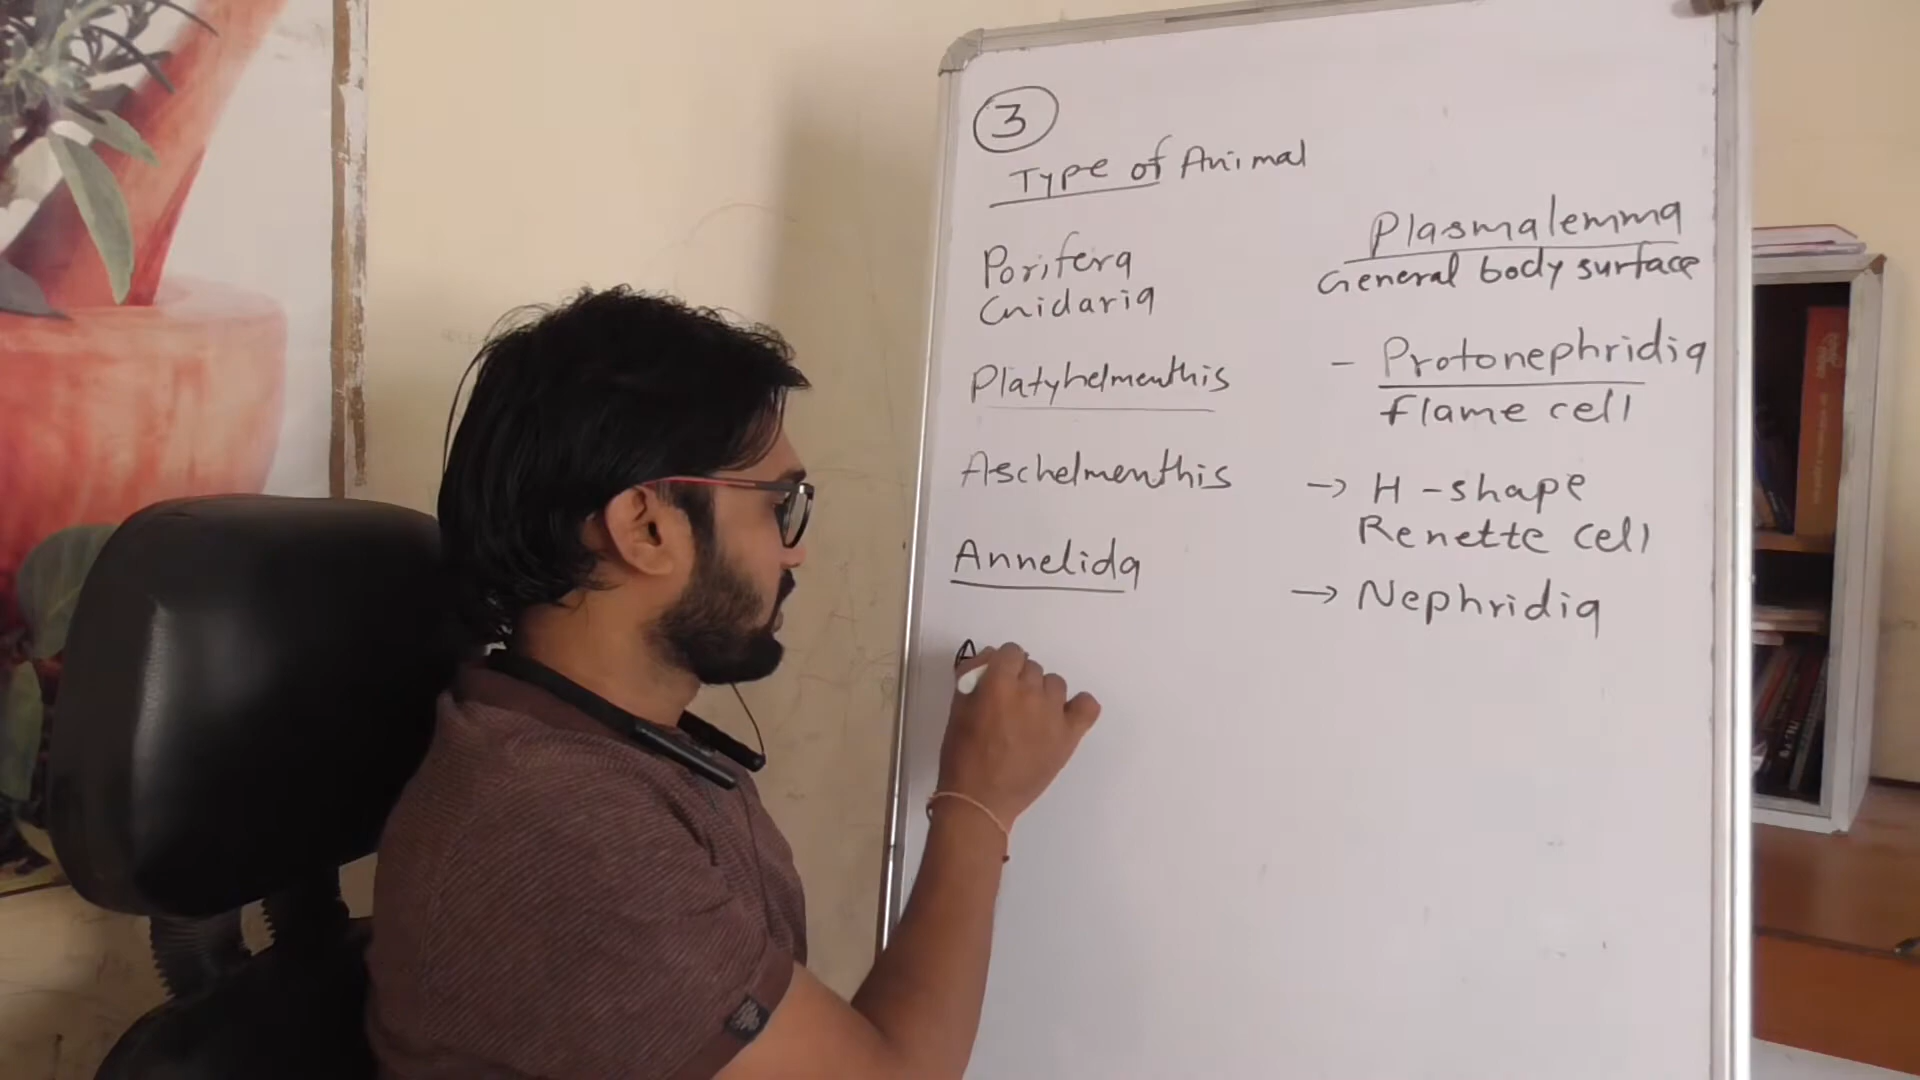 3
Type of Animal
Plasmalemma
Porifera
General body surface
Cnidaria
Platyhelmenthis
- Protonephridia
Flame cell
Aschelmenthis
→ H-shape
Renette cell
Annelida
→ Nephridia
A